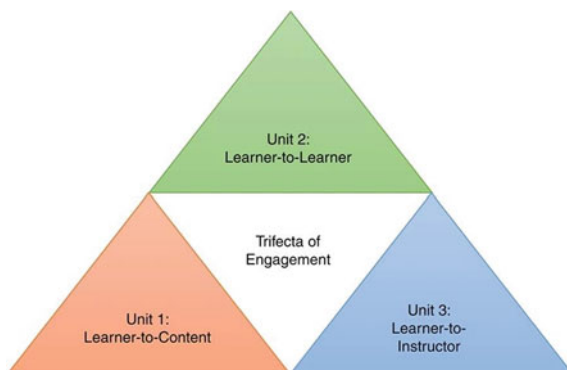 Unit 2:
Learner-to-Learner
Trifecta of
Engagement
Unit 1:
Learner-to-Content
Unit 3:
Learner-to-
Instructor